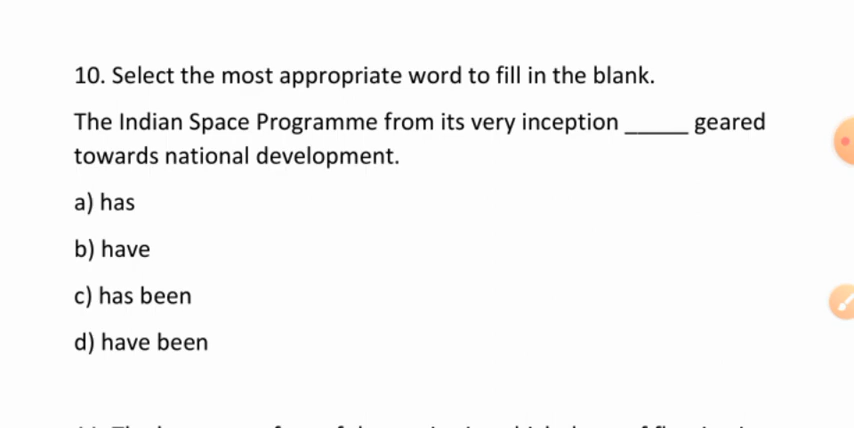 10. Select the most appropriate word to fill in the blank.
The Indian Space Programme from its very inception _____ geared
towards national development.
a) has
b) have
c) has been
d) have been